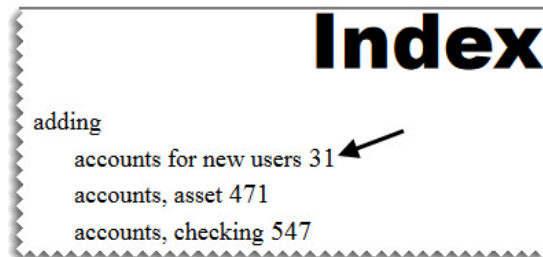 Index
adding
accounts for new users 31
accounts, asset 471
accounts, checking 547